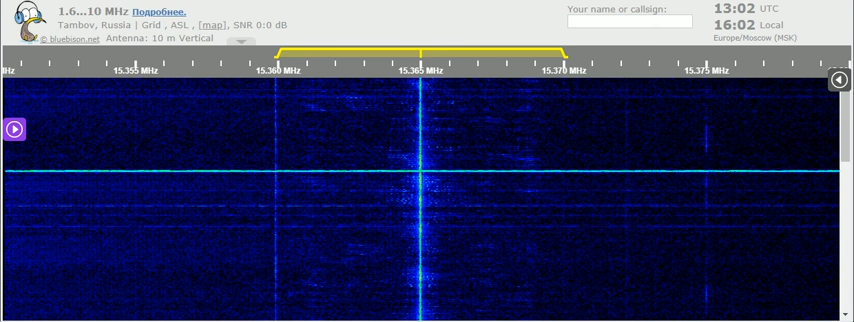 1.6...10 MHz Подробнее.
Tambov, Russia | Grid , ASL , [map], SNR 0:0 dB
© bluebison.net Antenna: 10 m Vertical
Your name or callsign:
13:02 UTC
16:02 Local
Europe/Moscow (MSK)
Hz 15.355 MHz 15.360 MHz 15.365 MHz 15.370 MHz 15.375 MHz